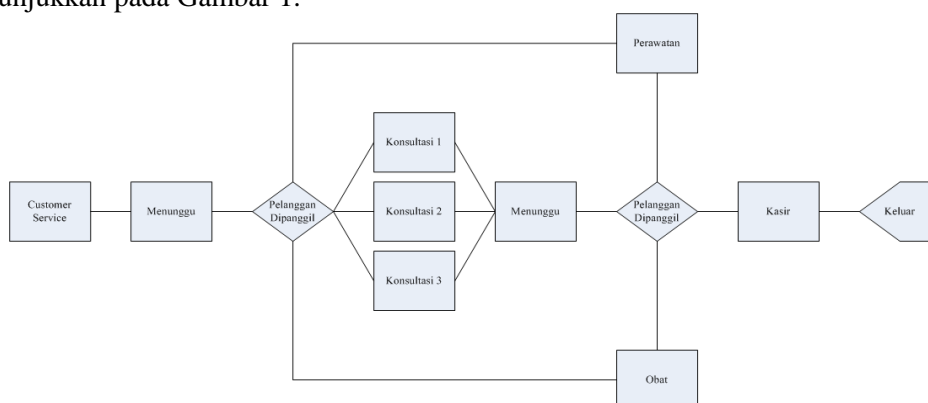 unjukkan pada Gambar 1.
Perawatan
Konsultasi 1
Customer
Service
Menunggu
Pelanggan
Dipanggil
Konsultasi 2
Menunggu
Pelanggan
Dipanggil
Kasir
Keluar
Konsultasi 3
Obat